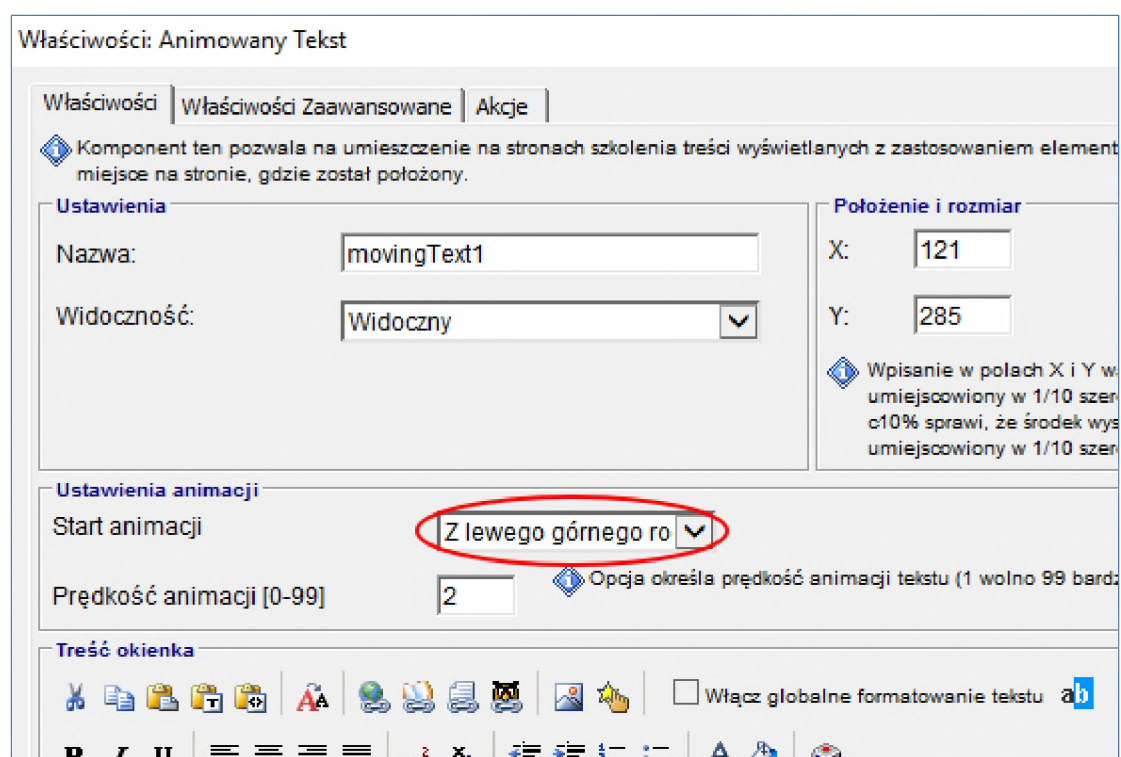 Właściwości: Animowany Tekst
Właściwości Właściwości Zaawansowane Akcje
Komponent ten pozwala na umieszczenie na stronach szkolenia treści wyświetlanych z zastosowaniem element
miejsce na stronie, gdzie został położony.
Ustawienia
Nazwa: movingText1
Widoczność: Widoczny
Położenie i rozmiar
X: 121
Y: 285
Wpisanie w polach X i Y w
umiejscowiony w 1/10 szer
c10% sprawi, że środek wys
umiejscowiony w 1/10 szer
Ustawienia animacji
Start animacji Z lewego górnego ro
Prędkość animacji [0-99] 2 Opcja określa prędkość animacji tekstu (1 wolno 99 bardz
Treść okienka
Włącz globalne formatowanie tekstu ab